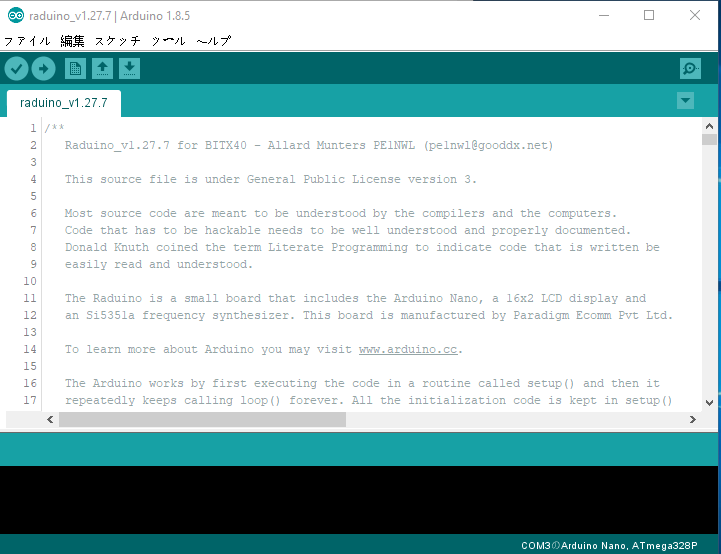 raduino_v1.27.7 | Arduino 1.8.5
ファイル 編集 スケッチ ツール ヘルプ
raduino_v1.27.7
1 /**
2 Raduino_v1.27.7 for BITX40 - Allard Munters PE1NWL (pe1nwl@gooddx.net)
3
4 This source file is under General Public License version 3.
5
6 Most source code are meant to be understood by the compilers and the computers.
7 Code that has to be hackable needs to be well understood and properly documented.
8 Donald Knuth coined the term Literate Programming to indicate code that is written be
9 easily read and understood.
10
11 The Raduino is a small board that includes the Arduino Nano, a 16x2 LCD display and
12 an Si5351a frequency synthesizer. This board is manufactured by Paradigm Ecomm Pvt Ltd.
13
14 To learn more about Arduino you may visit www.arduino.cc.
15
16 The Arduino works by first executing the code in a routine called setup() and then it
17 repeatedly keeps calling loop() forever. All the initialization code is kept in setup()
COM3のArduino Nano, ATmega328P